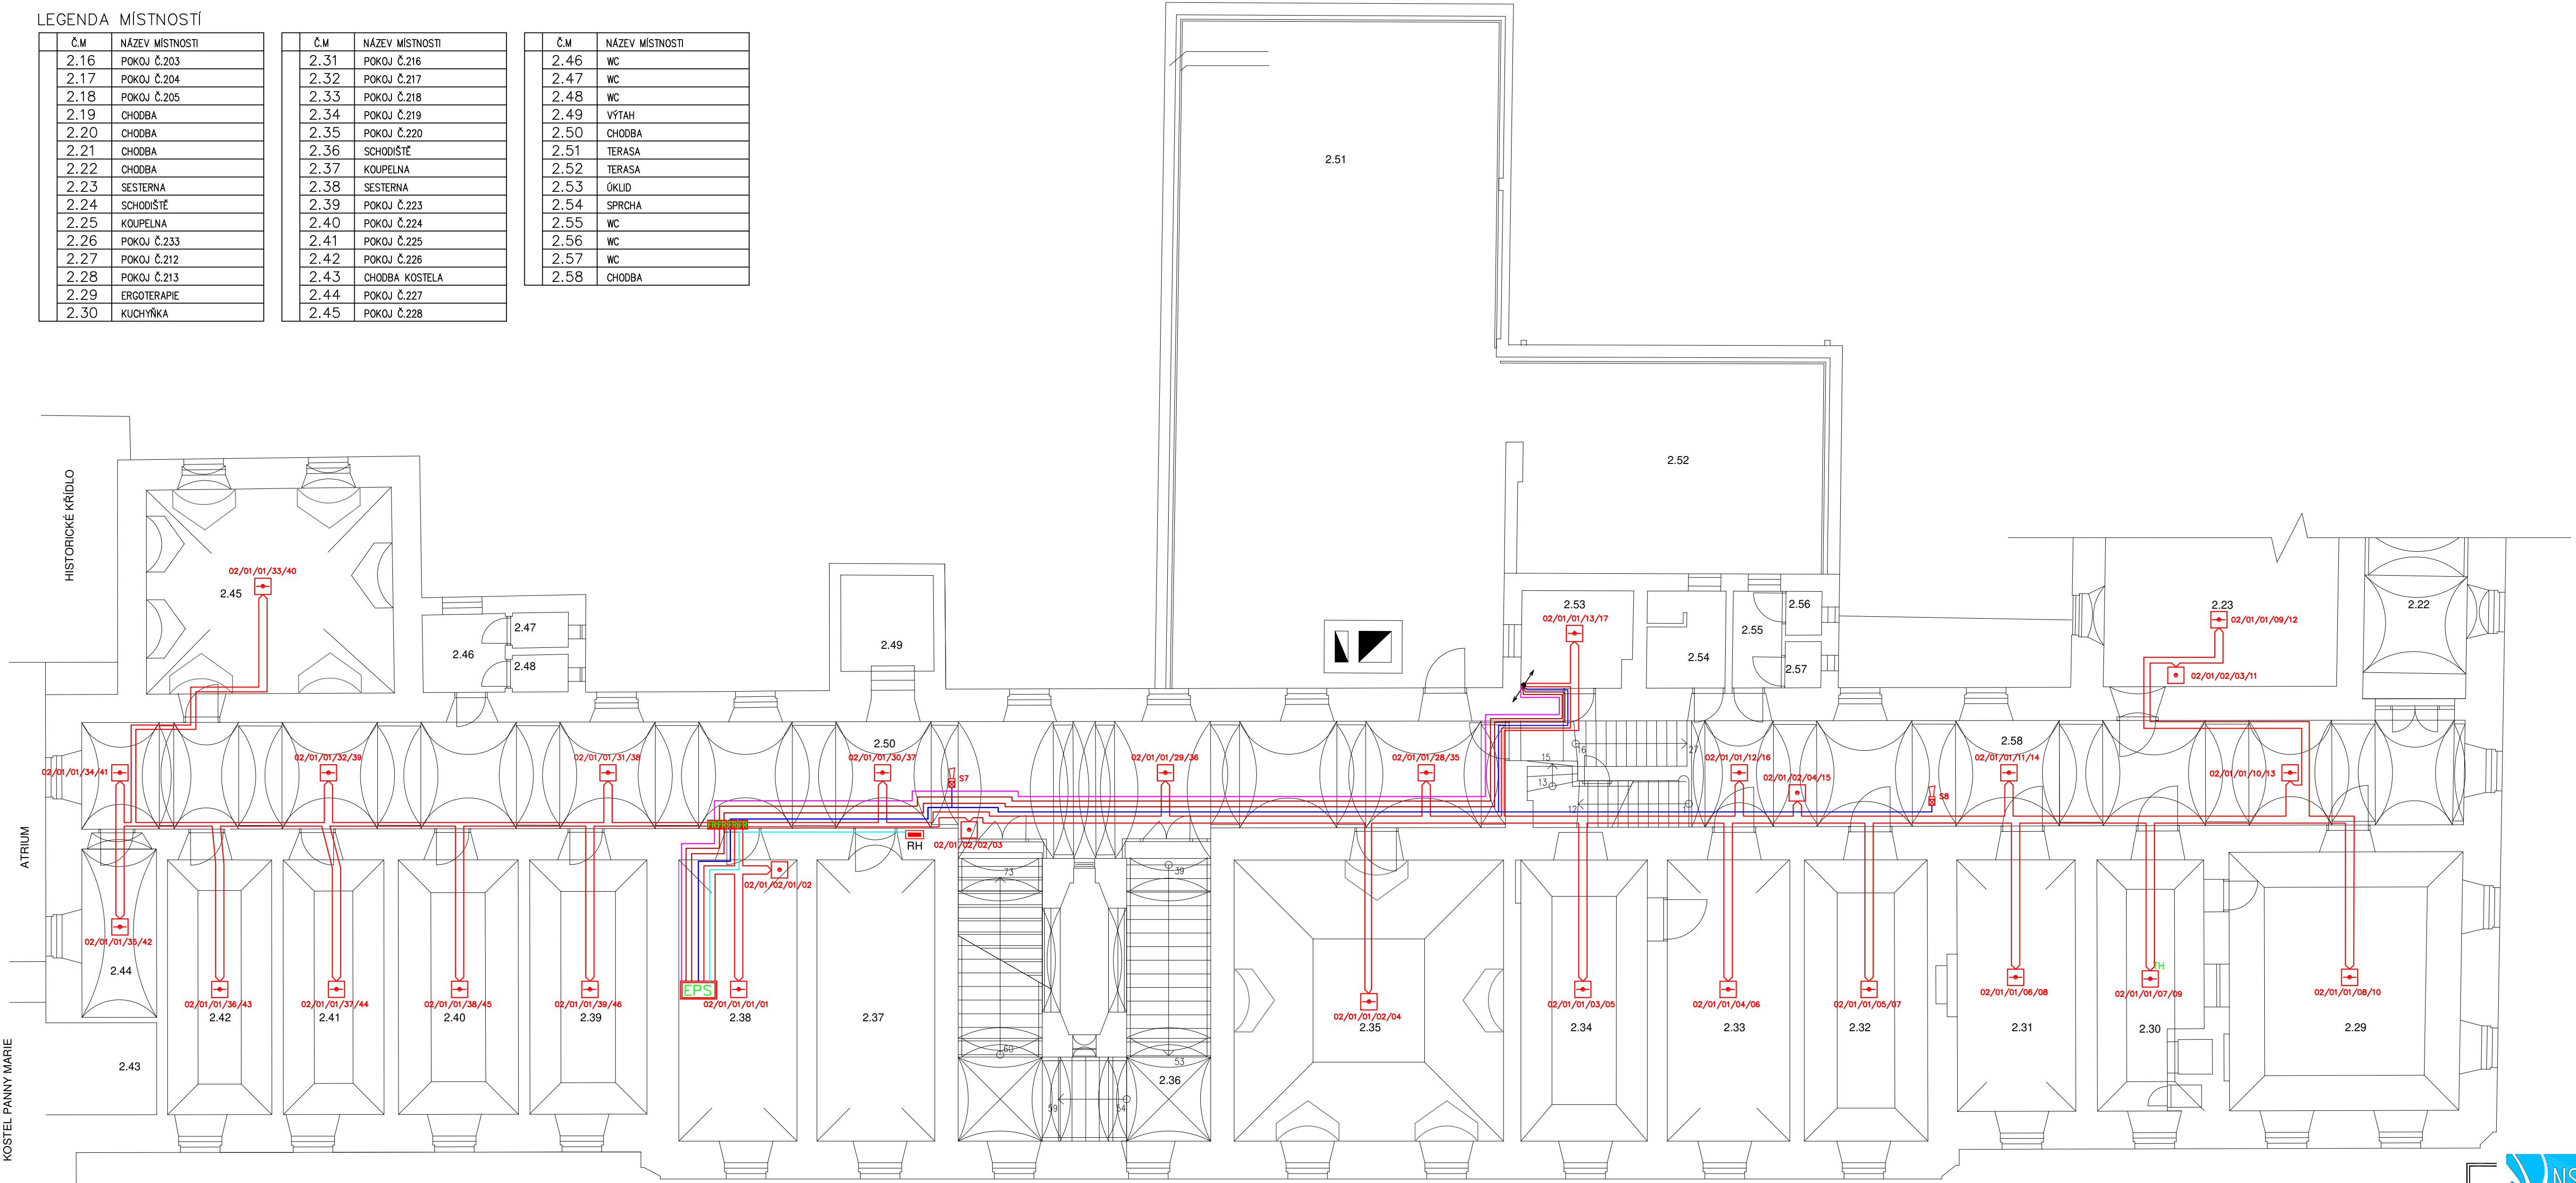 LEGENDA MÍSTNOSTÍ
Č.M NÁZEV MÍSTNOSTI
2.16 POKOJ Č.203
2.17 POKOJ Č.204
2.18 POKOJ Č.205
2.19 CHODBA
2.20 CHODBA
2.21 CHODBA
2.22 CHODBA
2.23 SESTERNA
2.24 SCHODIŠTĚ
2.25 KOUPELNA
2.26 POKOJ Č.233
2.27 POKOJ Č.212
2.28 POKOJ Č.213
2.29 ERGOTERAPIE
2.30 KUCHYŇKA
Č.M NÁZEV MÍSTNOSTI
2.31 POKOJ Č.216
2.32 POKOJ Č.217
2.33 POKOJ Č.218
2.34 POKOJ Č.219
2.35 POKOJ Č.220
2.36 SCHODIŠTĚ
2.37 KOUPELNA
2.38 SESTERNA
2.39 POKOJ Č.223
2.40 POKOJ Č.224
2.41 POKOJ Č.225
2.42 POKOJ Č.226
2.43 CHODBA KOSTELA
2.44 POKOJ Č.227
2.45 POKOJ Č.228
Č.M NÁZEV MÍSTNOSTI
2.46 WC
2.47 WC
2.48 WC
2.49 VÝTAH
2.50 CHODBA
2.51 TERASA
2.52 TERASA
2.53 ÚKLID
2.54 SPRCHA
2.55 WC
2.56 WC
2.57 WC
2.58 CHODBA
2.51
2.52
HISTORICKÉ KŘÍDLO
02/01/01/33/40
2.45
2.47
2.46
2.48
2.49
2.53
02/01/01/13/17
2.54
2.55
2.56
2.57
2.23
02/01/01/09/12
02/01/02/03/11
2.22
2.50
2.58
02/01/01/34/41
02/01/01/32/39
02/01/01/31/38
02/01/01/30/37
S7
02/01/01/29/36
02/01/01/28/35
15
16
27
13
12
02/01/01/12/16
02/01/02/04/15
S8
02/01/01/11/14
02/01/01/10/13
ATRIUM
RH
02/01/02/02/03
02/01/02/01/02
73
39
60
53
59
54
02/01/01/35/42
2.44
2.43
02/01/01/36/43
2.42
02/01/01/37/44
2.41
02/01/01/38/45
2.40
02/01/01/39/46
2.39
EPS
02/01/01/01/01
2.38
2.37
2.36
02/01/01/02/04
2.35
02/01/01/03/05
2.34
02/01/01/04/06
2.33
02/01/01/05/07
2.32
02/01/01/06/08
2.31
TH
02/01/01/07/09
2.30
02/01/01/08/10
2.29
KOSTEL PANNY MARIE
NS